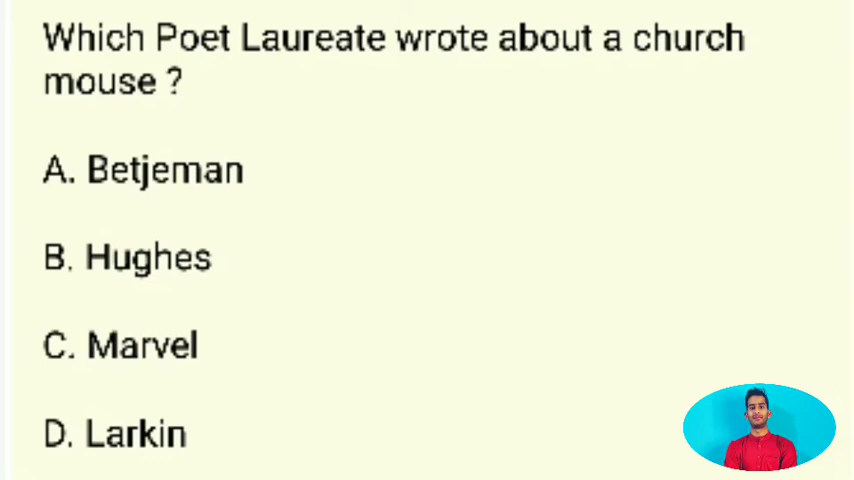 Which Poet Laureate wrote about a church
mouse ?
A. Betjeman
B. Hughes
C. Marvel
D. Larkin